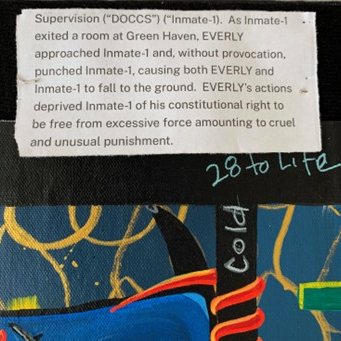 Supervision (“DOCCS”) (“Inmate-1). As Inmate-1
exited a room at Green Haven, EVERLY
approached Inmate-1 and, without provocation,
punched Inmate-1, causing both EVERLY and
Inmate-1 to fall to the ground. EVERLY’s actions
deprived Inmate-1 of his constitutional right to
be free from excessive force amounting to cruel
and unusual punishment.
28 to Life
Cold